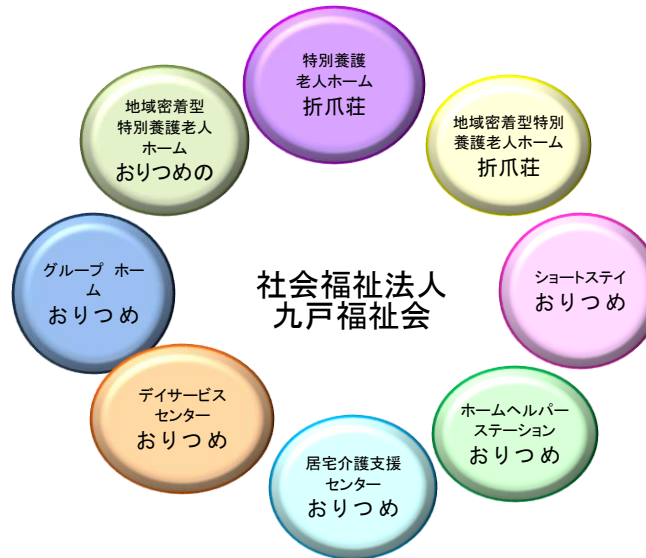 特別養護
老人ホーム
折爪荘
地域密着型特別
養護老人ホーム
折爪荘
ショートステイ
おりつめ
ホームヘルパー
ステーション
おりつめ
居宅介護支援
センター
おりつめ
デイサービス
センター
おりつめ
グループ ホー
ム
おりつめ
地域密着型
特別養護老人
ホーム
おりつめの
社会福祉法人
九戸福祉会